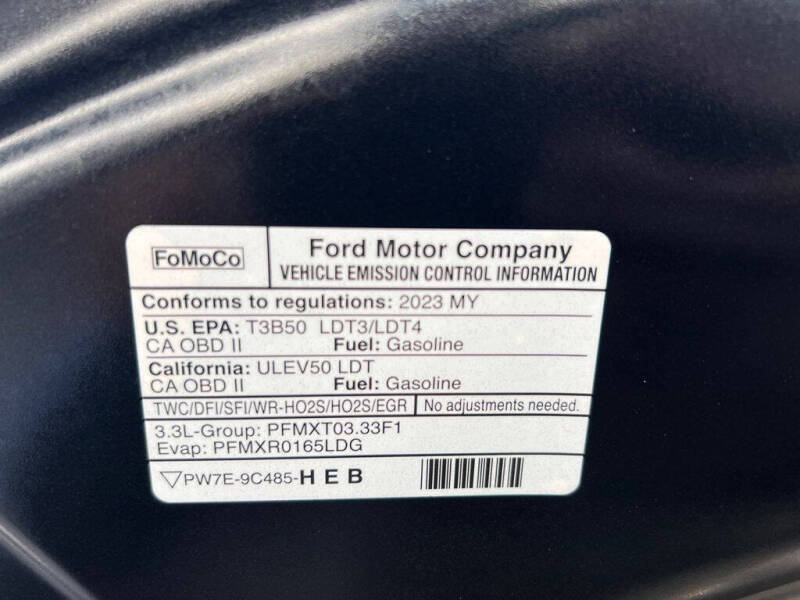 FoMoCo
Ford Motor Company
VEHICLE EMISSION CONTROL INFORMATION
Conforms to regulations: 2023 MY
U.S. EPA: T3B50 LDT3/LDT4
CA OBD II Fuel: Gasoline
California: ULEV50 LDT
CA OBD II Fuel: Gasoline
TWC/DFI/SFI/WR-HO2S/HO2S/EGR No adjustments needed.
3.3L-Group: PFMXT03.33F1
Evap: PFMXR0165LDG
PW7E-9C485-HEB